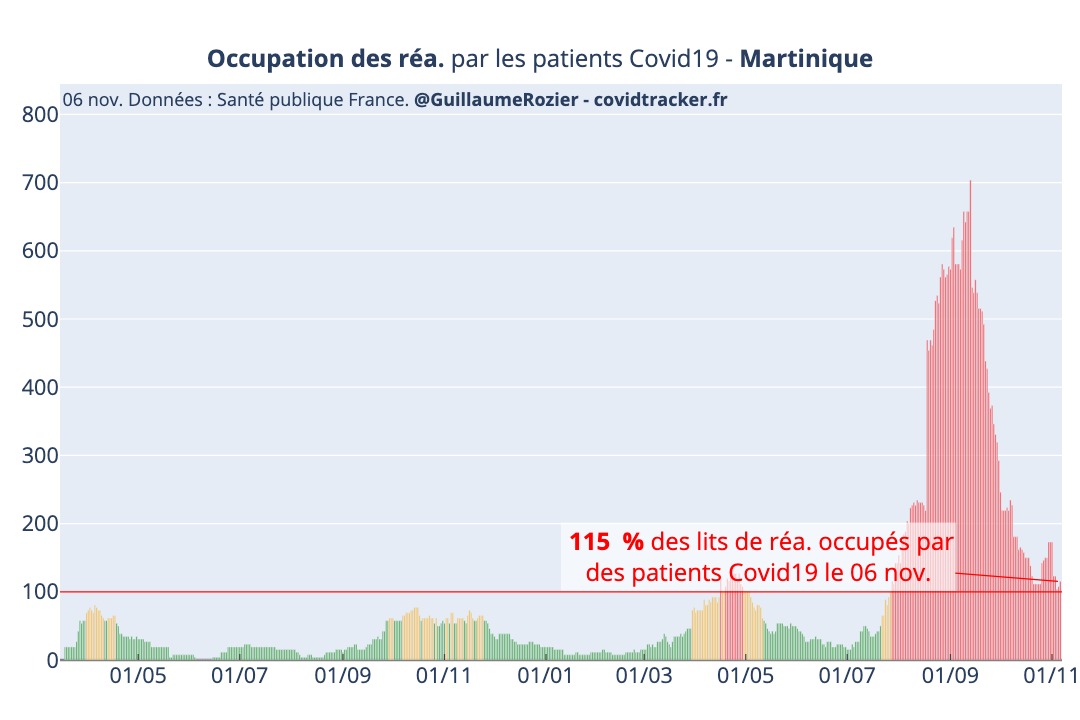 Occupation des réa. par les patients Covid19 - Martinique
06 nov. Données : Santé publique France. @GuillaumeRozier - covidtracker.fr
800
700
600
500
400
300
200
115 % des lits de réa. occupés par
des patients Covid19 le 06 nov.
100
0
01/05 01/07 01/09 01/11 01/01 01/03 01/05 01/07 01/09 01/11